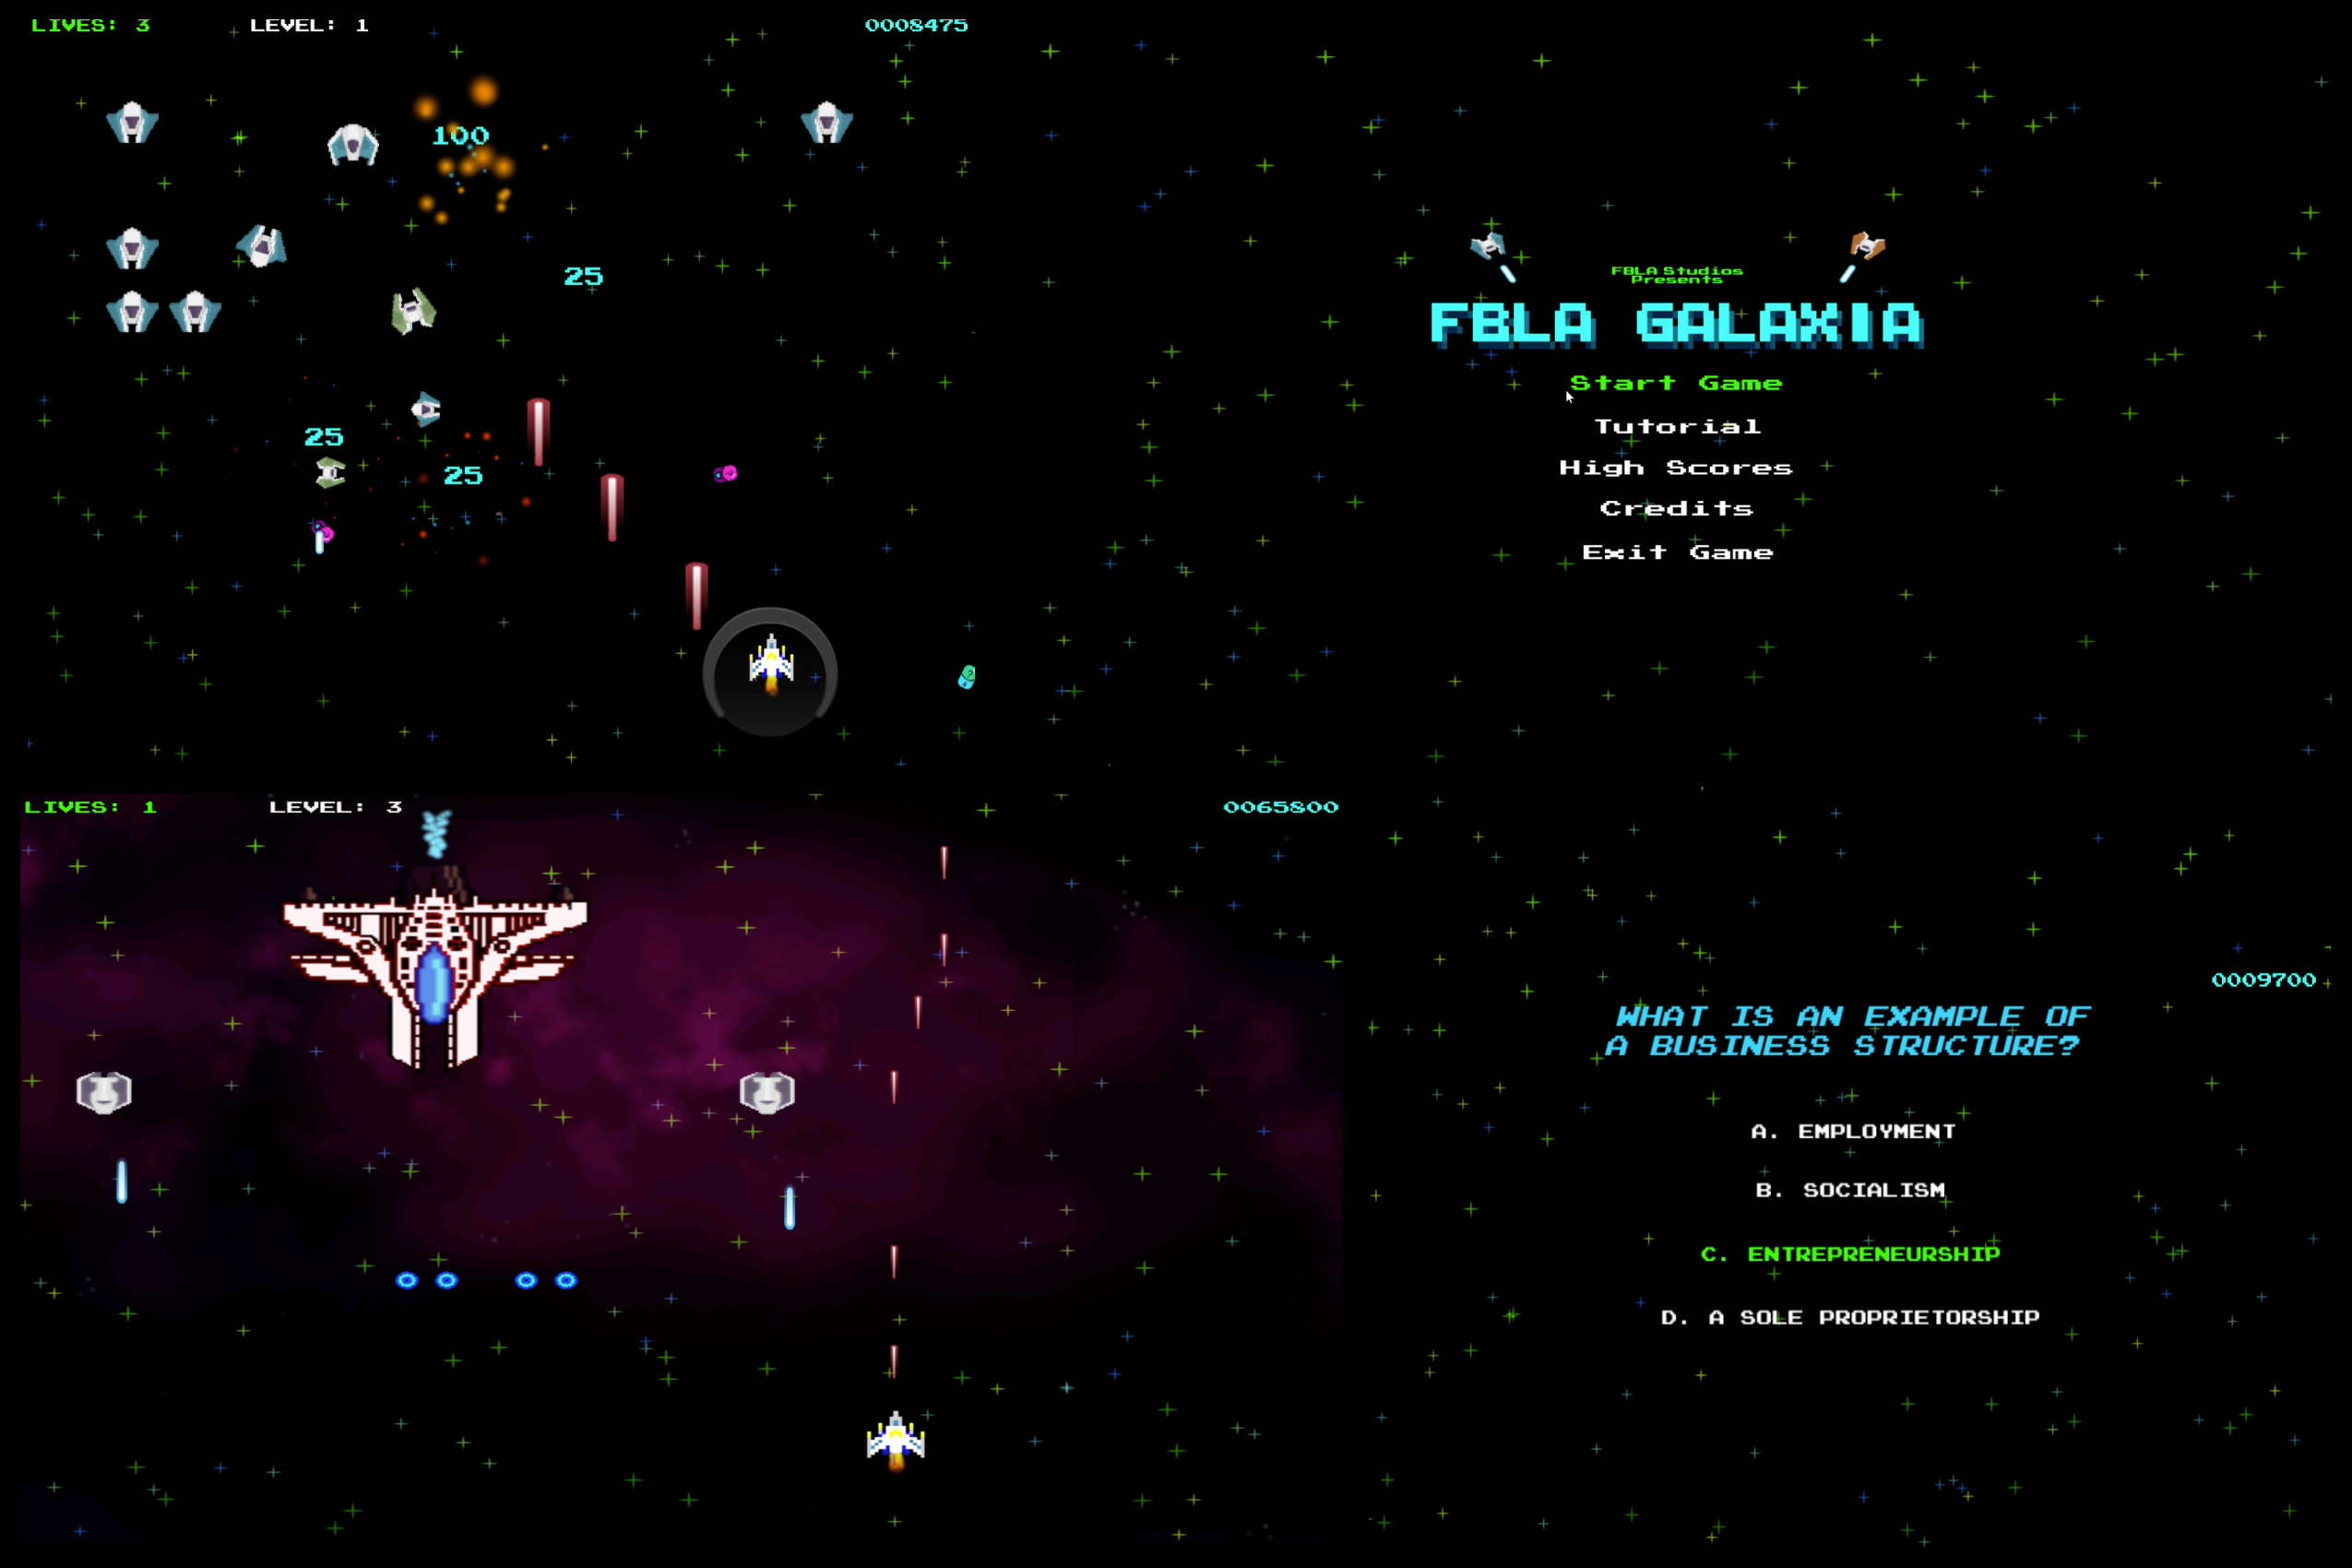 LIVES: 3
LEVEL: 1
0008475
100
25
25
25
FBLA Studios
Presents
FBLA GALAXIA
Start Game
Tutorial
High Scores
Credits
Exit Game
LIVES: 1
LEVEL: 3
0065800
0009700
WHAT IS AN EXAMPLE OF
A BUSINESS STRUCTURE?
A. EMPLOYMENT
B. SOCIALISM
C. ENTREPRENEURSHIP
D. A SOLE PROPRIETORSHIP